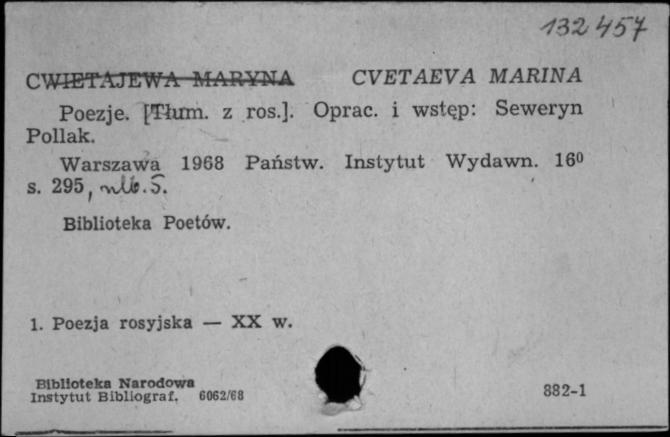 132457
CWIETAJEWA MARYNA CVETAEVA MARINA
Poezje. [Tłum. z ros.]. Oprac. i wstęp: Seweryn
Pollak.
Warszawa 1968 Państw. Instytut Wydawn. 16⁰
s. 295, nlb. 5.
Biblioteka Poetów.
1. Poezja rosyjska — XX w.
Biblioteka Narodowa
Instytut Bibliograf. 6062/68
882-1